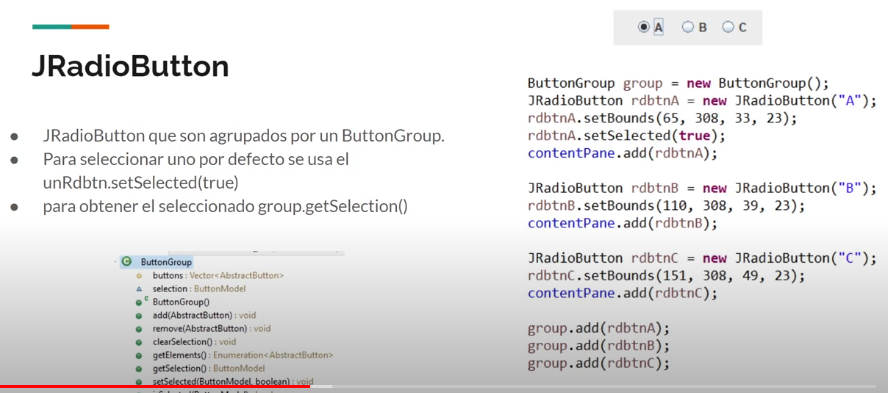 JRadioButton
● JRadioButton que son agrupados por un ButtonGroup.
● Para seleccionar uno por defecto se usa el
unRdbtn.setSelected(true)
● para obtener el seleccionado group.getSelection()
ButtonGroup
buttons : Vector<AbstractButton>
selection : ButtonModel
ButtonGroup()
add(AbstractButton) : void
remove(AbstractButton) : void
clearSelection() : void
getElements() : Enumeration<AbstractButton>
getSelection() : ButtonModel
setSelected(ButtonModel, boolean) : void
A B C
ButtonGroup group = new ButtonGroup();
JRadioButton rdbtnA = new JRadioButton("A");
rdbtnA.setBounds(65, 308, 33, 23);
rdbtnA.setSelected(true);
contentPane.add(rdbtnA);
JRadioButton rdbtnB = new JRadioButton("B");
rdbtnB.setBounds(110, 308, 39, 23);
contentPane.add(rdbtnB);
JRadioButton rdbtnC = new JRadioButton("C");
rdbtnC.setBounds(151, 308, 49, 23);
contentPane.add(rdbtnC);
group.add(rdbtnA);
group.add(rdbtnB);
group.add(rdbtnC);